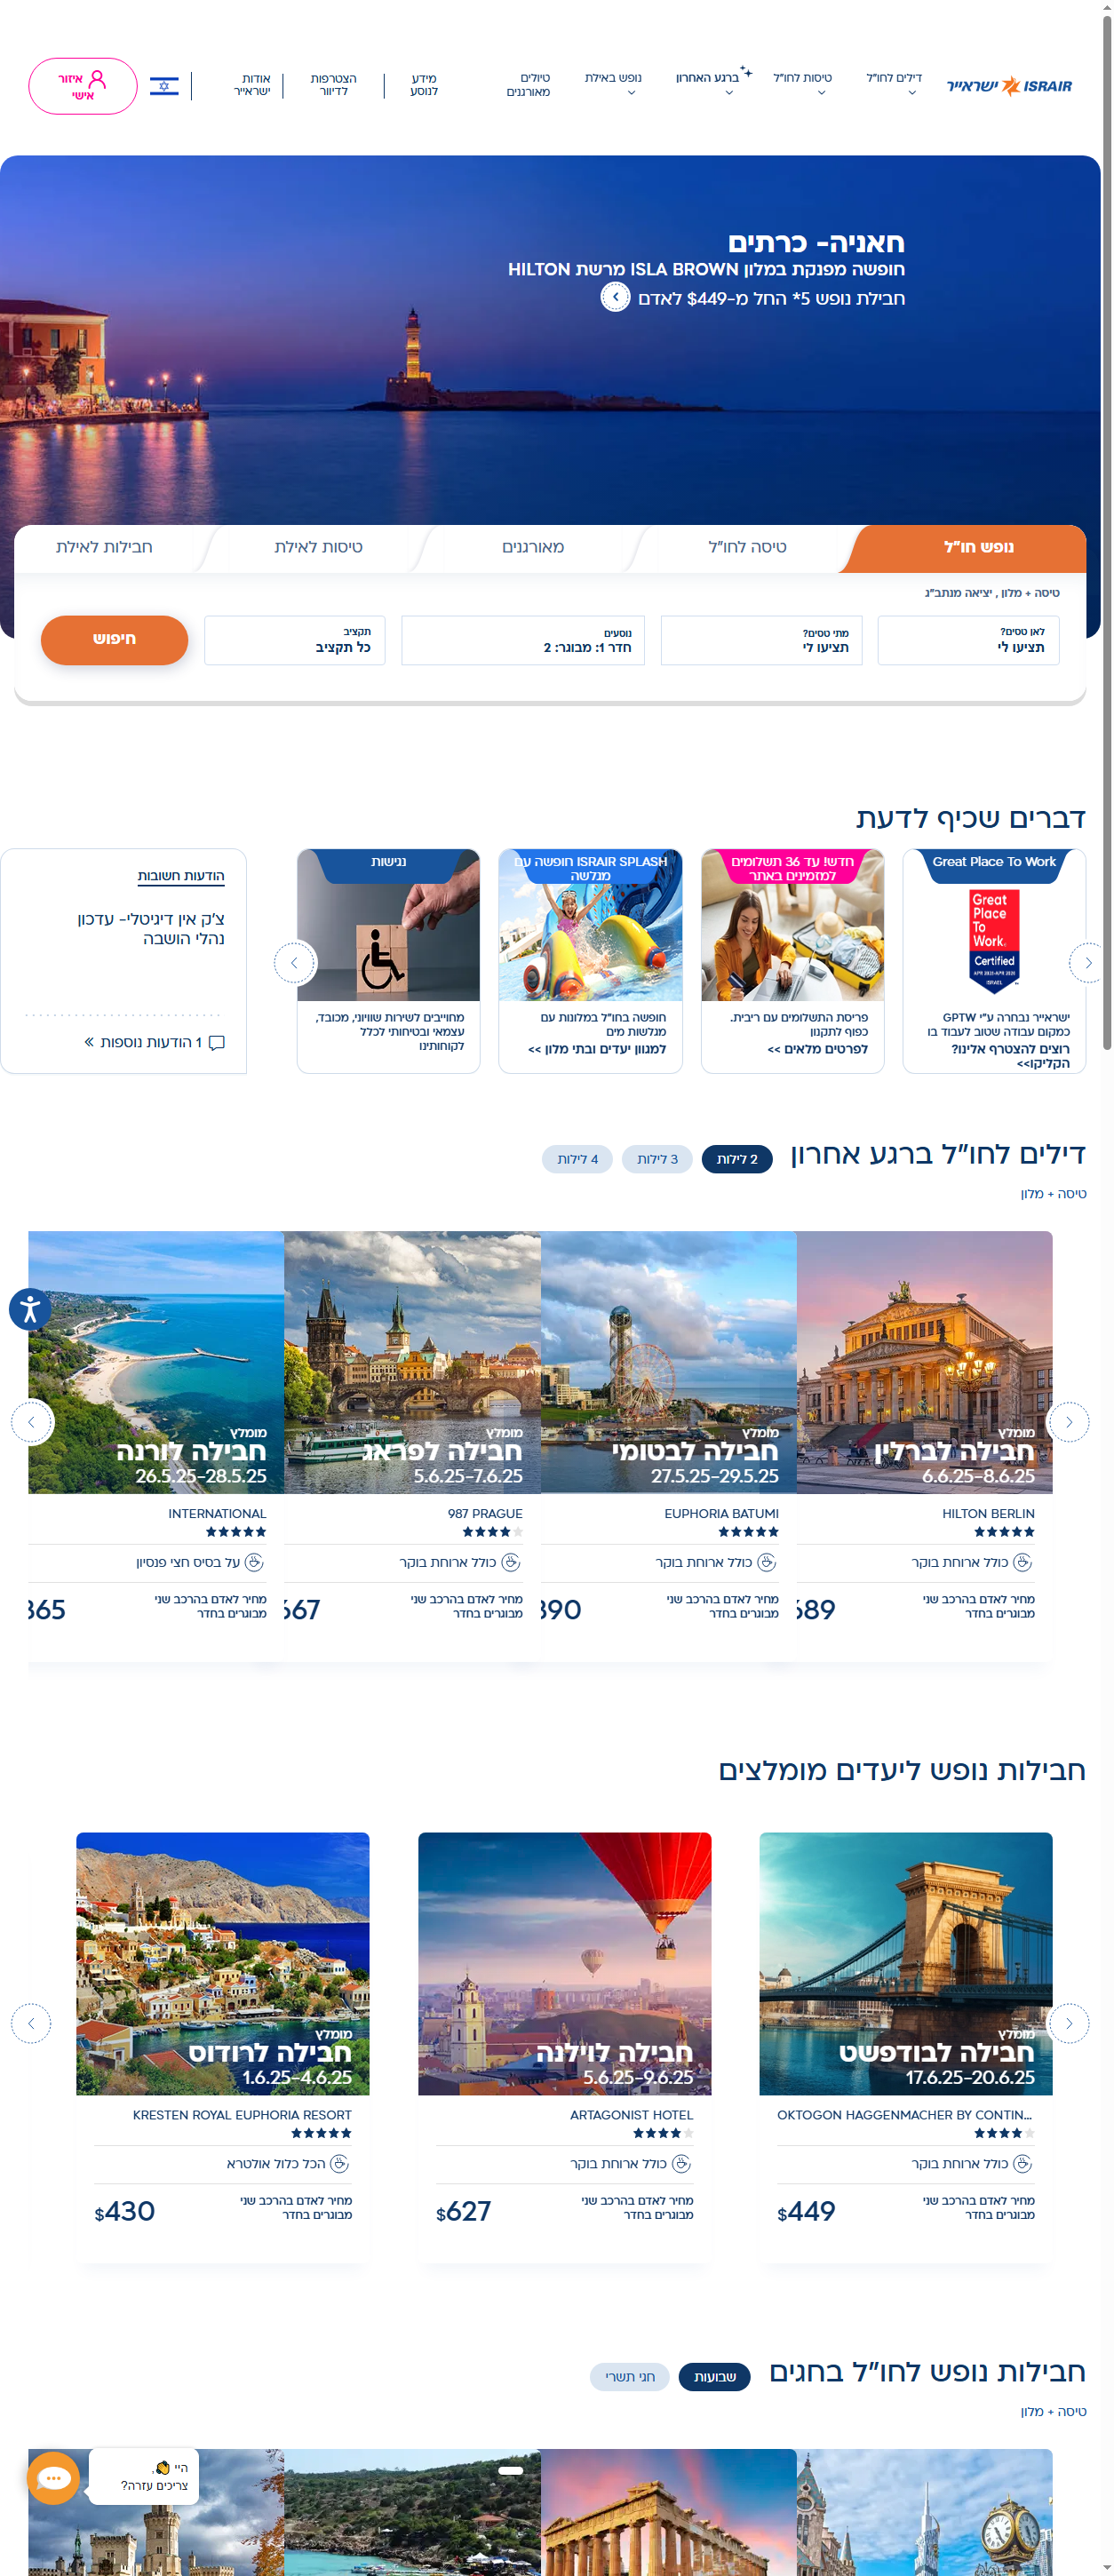 ISRAIR ישראייר
דילים לחו"ל
טיסות לחו"ל
ברגע האחרון
נופש באילת
טיולים
מאורגנים
מידע
לנוסע
הצטרפות
לדיוור
אודות
ישראייר
איזור
אישי
חאניה- כרתים
חופשה מפנקת במלון ISLA BROWN מרשת HILTON
חבילת נופש 5* החל מ-449$ לאדם
נופש חו"ל
טיסה לחו"ל
מאורגנים
טיסות לאילת
חבילות לאילת
טיסה + מלון , יציאה מנתב"ג
לאן טסים?
תציעו לי
מתי טסים?
תציעו לי
נוסעים
חדר 1: מבוגר: 2
תקציב
כל תקציב
חיפוש
דברים שכיף לדעת
Great Place To Work
Great
Place
To
Work.
Certified
ISRAEL
ישראייר נבחרה ע"י GPTW
כמקום עבודה שטוב לעבוד בו
רוצים להצטרף אלינו?
הקליקו>>
חדש! עד 36 תשלומים
למזמינים באתר
פריסת התשלומים עם ריבית.
כפוף לתקנון
לפרטים מלאים >>
ISRAIR SPLASH חופשה עם
מגלשה
חופשה בחו"ל במלונות עם
מגלשות מים
למגוון יעדים ובתי מלון >>
נגישות
מחוייבים לשירות שוויוני, מכובד,
עצמאי ובטיחותי לכלל
לקוחותינו
הודעות חשובות
צ'ק אין דיגיטלי- עדכון
נהלי הושבה
1 הודעות נוספות »
דילים לחו"ל ברגע אחרון
2 לילות
3 לילות
4 לילות
טיסה + מלון
מומלץ
חבילה לברלין
6.6.25-8.6.25
HILTON BERLIN
כולל ארוחת בוקר
מחיר לאדם בהרכב שני
מבוגרים בחדר
689
מומלץ
חבילה לבטומי
27.5.25-29.5.25
EUPHORIA BATUMI
כולל ארוחת בוקר
מחיר לאדם בהרכב שני
מבוגרים בחדר
390
מומלץ
חבילה לפראג
5.6.25-7.6.25
987 PRAGUE
כולל ארוחת בוקר
מחיר לאדם בהרכב שני
מבוגרים בחדר
667
מומלץ
חבילה לורנה
26.5.25-28.5.25
INTERNATIONAL
על בסיס חצי פנסיון
מחיר לאדם בהרכב שני
מבוגרים בחדר
365
חבילות נופש ליעדים מומלצים
מומלץ
חבילה לבודפשט
17.6.25-20.6.25
OKTOGON HAGGENMACHER BY CONTIN...
כולל ארוחת בוקר
מחיר לאדם בהרכב שני
מבוגרים בחדר
$449
מומלץ
חבילה לוילנה
5.6.25-9.6.25
ARTAGONIST HOTEL
כולל ארוחת בוקר
מחיר לאדם בהרכב שני
מבוגרים בחדר
$627
מומלץ
חבילה לרודוס
1.6.25-4.6.25
KRESTEN ROYAL EUPHORIA RESORT
הכל כלול אולטרא
מחיר לאדם בהרכב שני
מבוגרים בחדר
$430
חבילות נופש לחו"ל בחגים
שבועות
חגי תשרי
טיסה + מלון
היי 👋,
צריכים עזרה?